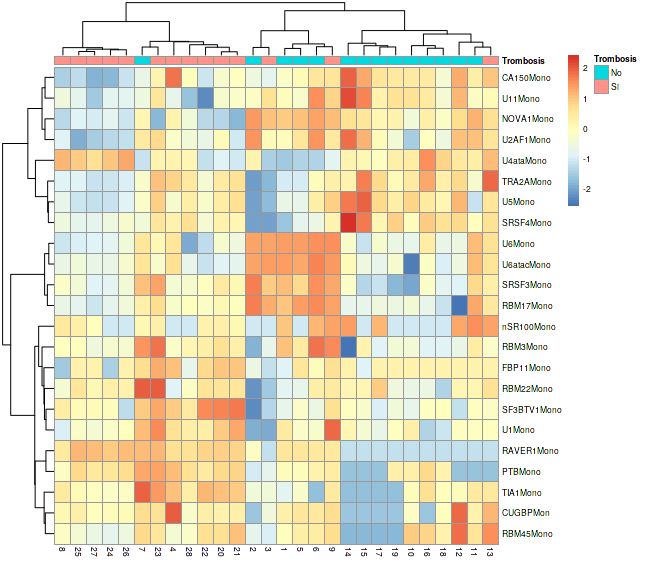 Trombosis
CA150Mono
U11Mono
NOVA1Mono
U2AF1Mono
U4ataMono
TRA2AMono
U5Mono
SRSF4Mono
U6Mono
U6atacMono
SRSF3Mono
RBM17Mono
nSR100Mono
RBM3Mono
FBP11Mono
RBM22Mono
SF3BTV1Mono
U1Mono
RAVER1Mono
PTBMono
TIA1Mono
CUGBPMon
RBM45Mono
8 25 27 24 26 7 23 4 28 22 20 21 2 3 1 5 6 9 14 15 17 19 10 16 18 12 11 13
2
1
0
-1
-2
Trombosis
No
SI